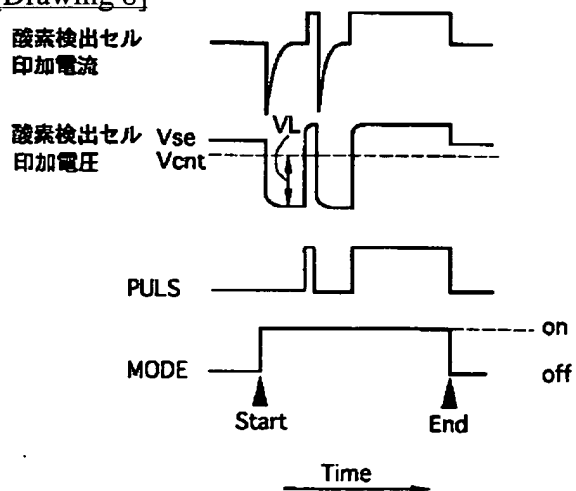 [Drawing 8]
酸素検出セル
印加電流
酸素検出セル
印加電圧
Vse
Vcnt
VL
PULS
MODE
on
off
Start
End
Time